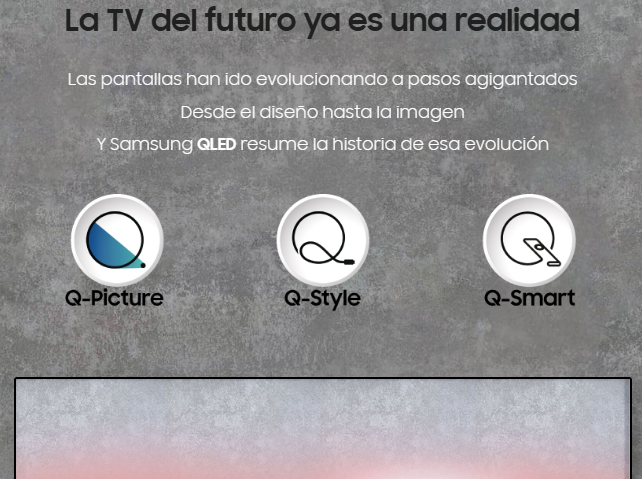 La TV del futuro ya es una realidad
Las pantallas han ido evolucionando a pasos agigantados
Desde el diseño hasta la imagen
Y Samsung QLED resume la historia de esa evolución
Q-Picture
Q-Style
Q-Smart